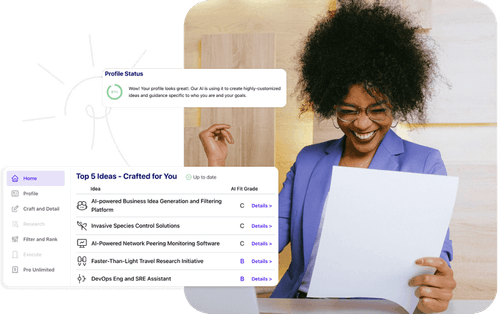 Profile Status
Wow! Your profile looks great!. Our AI is using it to create highly-customized
ideas and guidance specific to who you are and your goals.
Home
Profile
Craft and Detail
Research
Filter and Rank
Execute
Pro Unlimited
Top 5 Ideas - Crafted for You
Up to date
Idea
AI Fit Grade
AI-powered Business Idea Generation and Filtering
Platform
C
Details >
Invasive Species Control Solutions
C
Details >
AI-Powered Network Peering Monitoring Software
C
Details >
Faster-Than-Light Travel Research Initiative
B
Details >
DevOps Eng and SRE Assistant
B
Details >